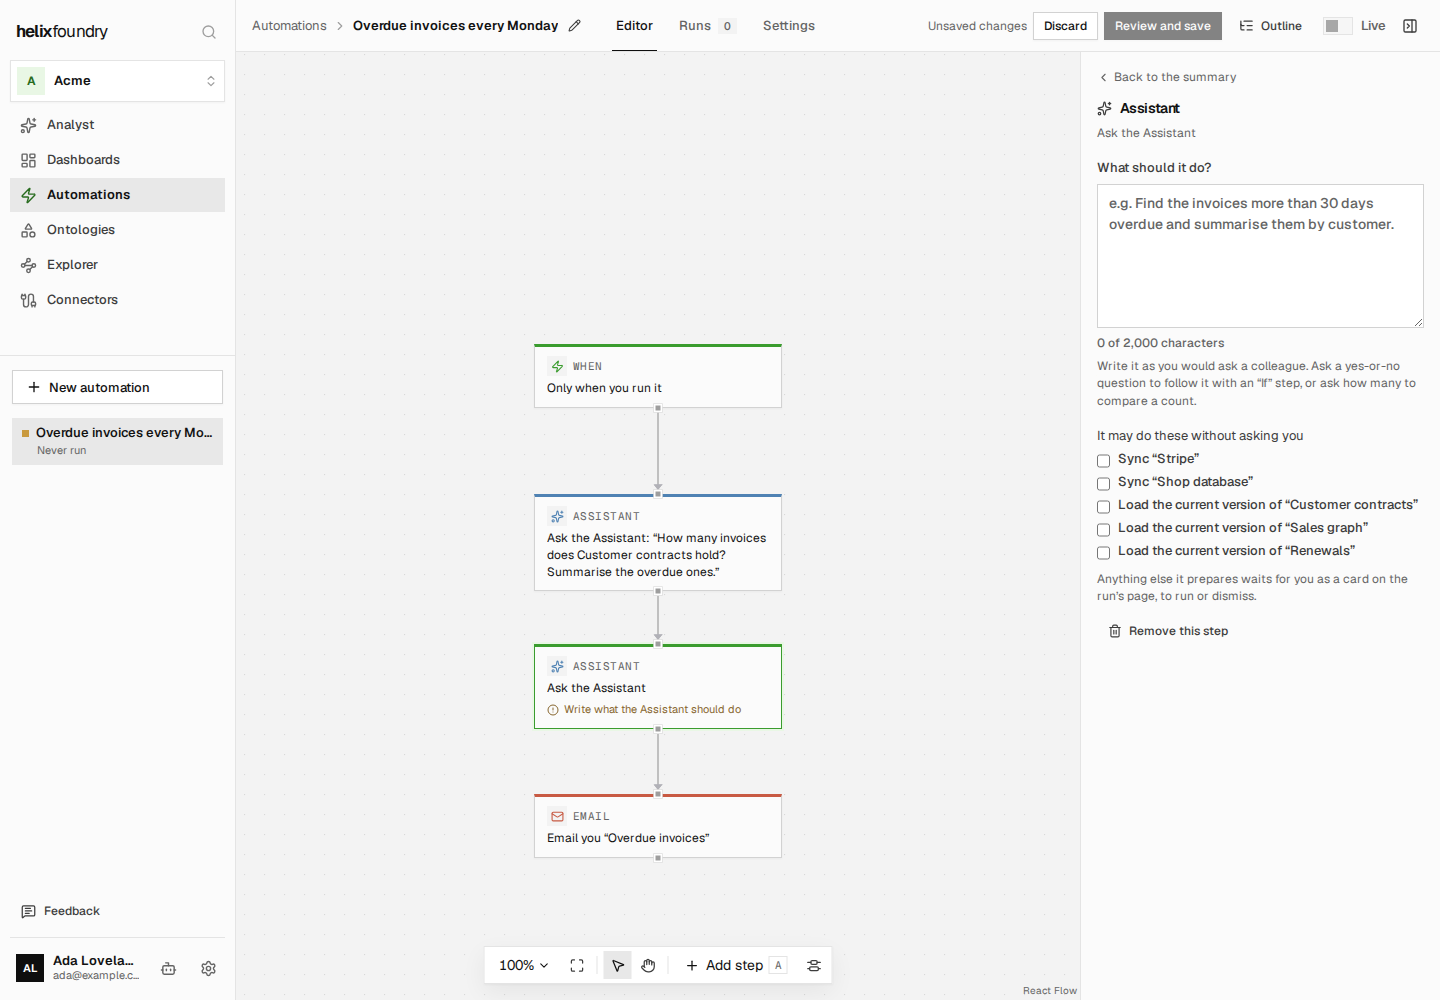 helixfoundry
A Acme
Analyst
Dashboards
Automations
Ontologies
Explorer
Connectors
New automation
Overdue invoices every Mo...
Never run
Feedback
AL
Ada Lovela...
ada@example.c...
Automations > Overdue invoices every Monday
Editor
Runs 0
Settings
Unsaved changes
Discard
Review and save
Outline
Live
WHEN
Only when you run it
ASSISTANT
Ask the Assistant: “How many invoices
does Customer contracts hold?
Summarise the overdue ones.”
ASSISTANT
Ask the Assistant
Write what the Assistant should do
EMAIL
Email you “Overdue invoices”
100%
Add step A
React Flow
Back to the summary
Assistant
Ask the Assistant
What should it do?
e.g. Find the invoices more than 30 days
overdue and summarise them by customer.
0 of 2,000 characters
Write it as you would ask a colleague. Ask a yes-or-no
question to follow it with an “If” step, or ask how many to
compare a count.
It may do these without asking you
Sync “Stripe”
Sync “Shop database”
Load the current version of “Customer contracts”
Load the current version of “Sales graph”
Load the current version of “Renewals”
Anything else it prepares waits for you as a card on the
run’s page, to run or dismiss.
Remove this step